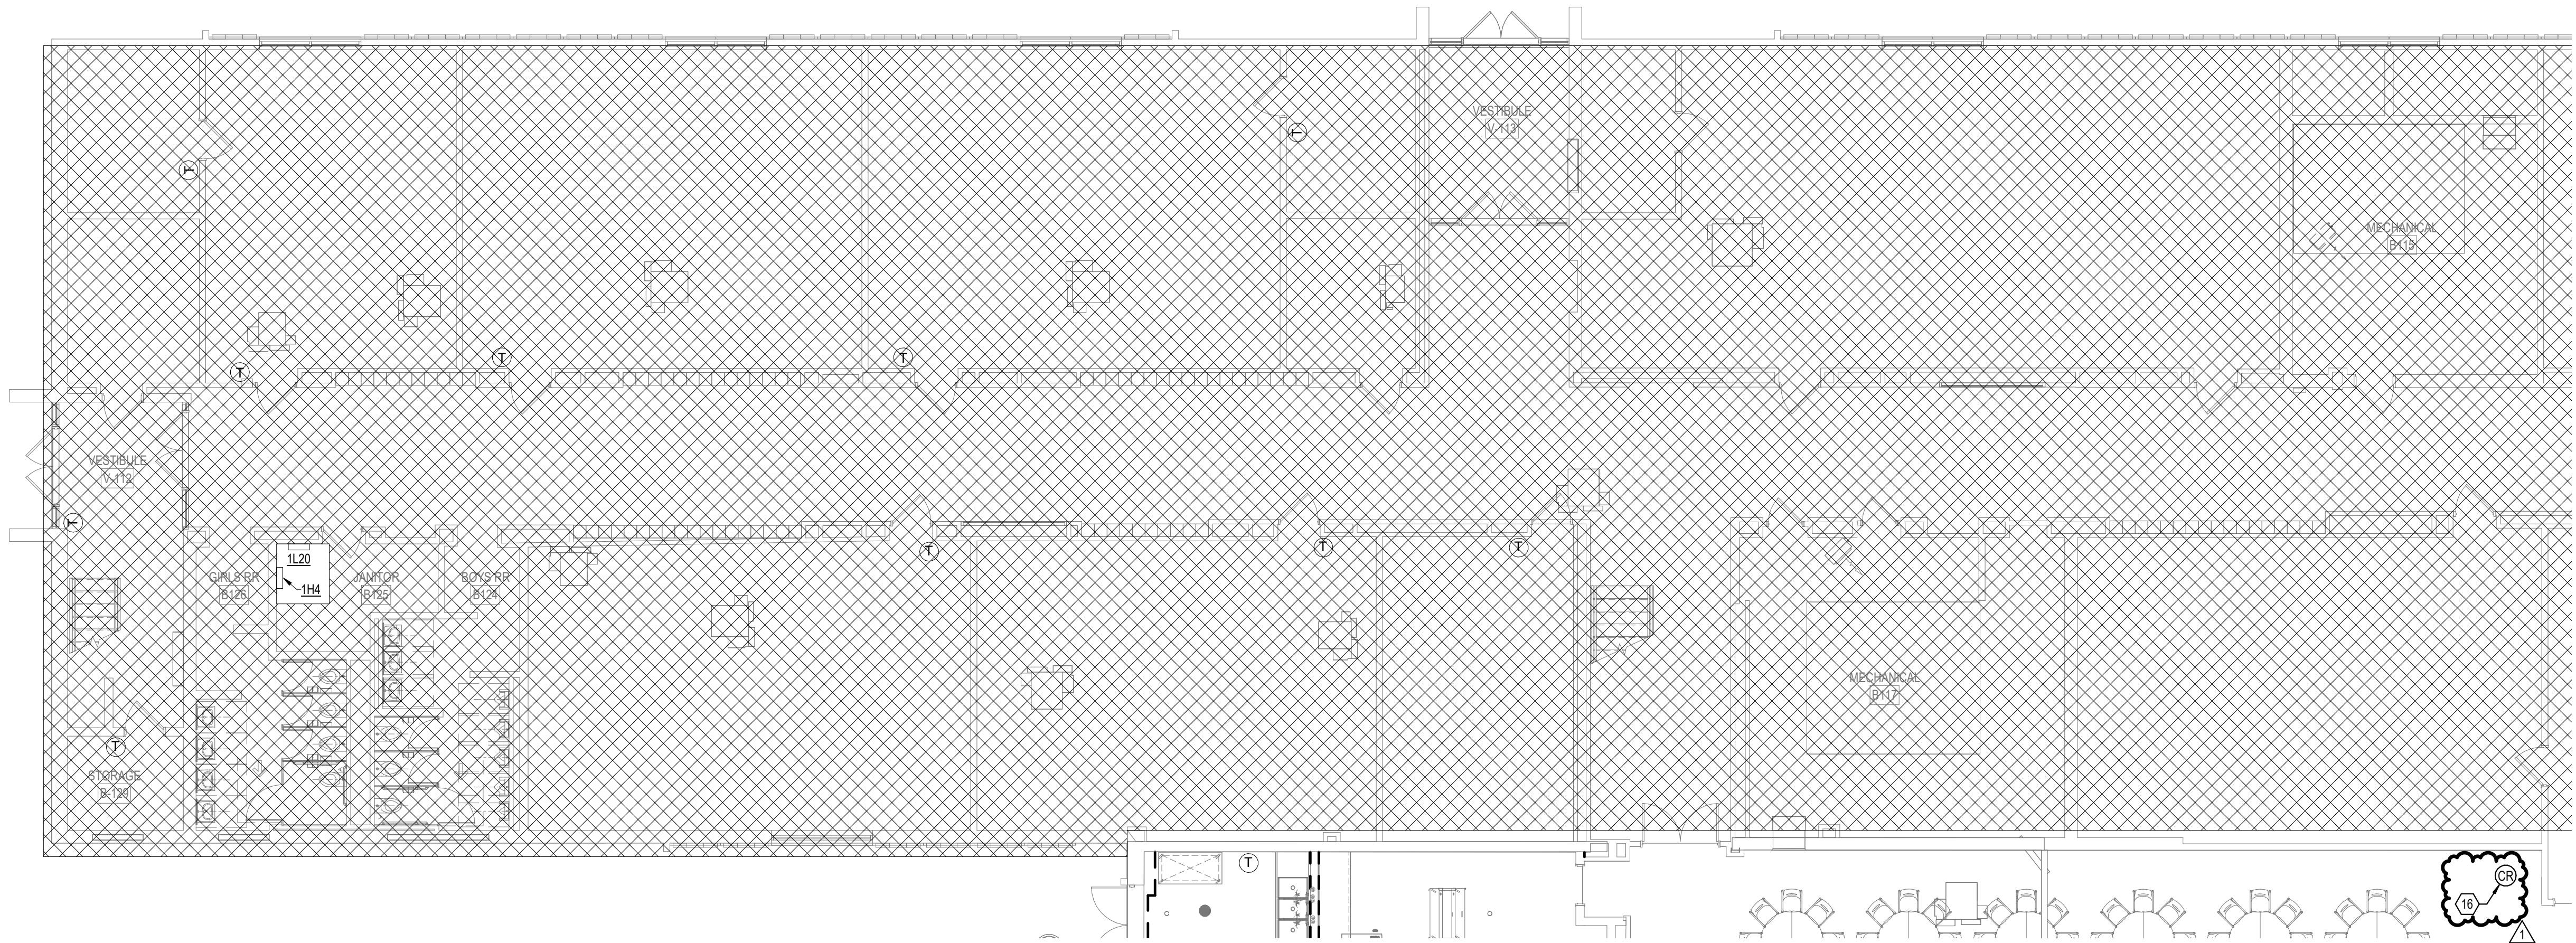 VESTIBULE
V-113
T
T
MECHANICAL
B115
T
T
T
VESTIBULE
V-112
T
T
T
T
1L20
1H4
GIRLS RR
B126
JANITOR
B125
BOYS RR
B124
MECHANICAL
B117
T
STORAGE
B-129
T
CR
16
1